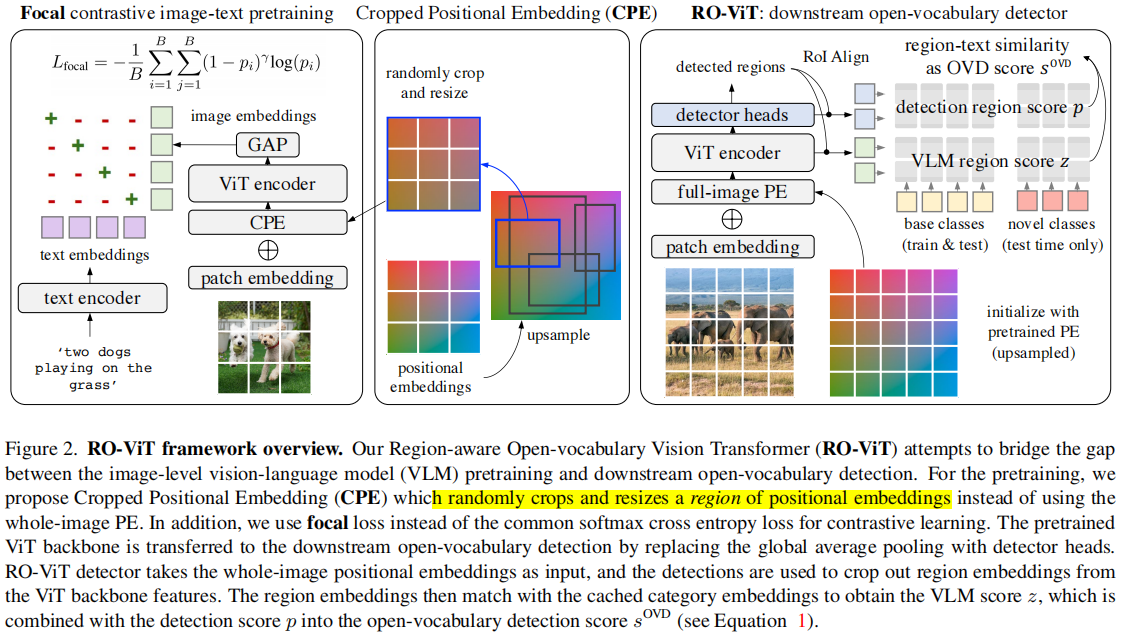 Focal contrastive image-text pretraining
L_focal = -1/B ∑_{i=1}^{B} ∑_{j=1}^{B} (1 - p_i)^γ log(p_i)
+ - - -
- + - -
- - + -
- - - +
image embeddings
GAP
ViT encoder
CPE
⊕
patch embedding
text embeddings
text encoder
‘two dogs
playing on the
grass’
Cropped Positional Embedding (CPE)
randomly crop
and resize
upsample
positional
embeddings
RO-ViT: downstream open-vocabulary detector
detected regions
RoI Align
region-text similarity
as OVD score s^OVD
detector heads
detection region score p
ViT encoder
VLM region score z
full-image PE
⊕
patch embedding
base classes
(train & test)
novel classes
(test time only)
initialize with
pretrained PE
(upsampled)
Figure 2. RO-ViT framework overview. Our Region-aware Open-vocabulary Vision Transformer (RO-ViT) attempts to bridge the gap
between the image-level vision-language model (VLM) pretraining and downstream open-vocabulary detection. For the pretraining, we
propose Cropped Positional Embedding (CPE) which randomly crops and resizes a region of positional embeddings instead of using the
whole-image PE. In addition, we use focal loss instead of the common softmax cross entropy loss for contrastive learning. The pretrained
ViT backbone is transferred to the downstream open-vocabulary detection by replacing the global average pooling with detector heads.
RO-ViT detector takes the whole-image positional embeddings as input, and the detections are used to crop out region embeddings from
the ViT backbone features. The region embeddings then match with the cached category embeddings to obtain the VLM score z, which is
combined with the detection score p into the open-vocabulary detection score s^OVD (see Equation 1).